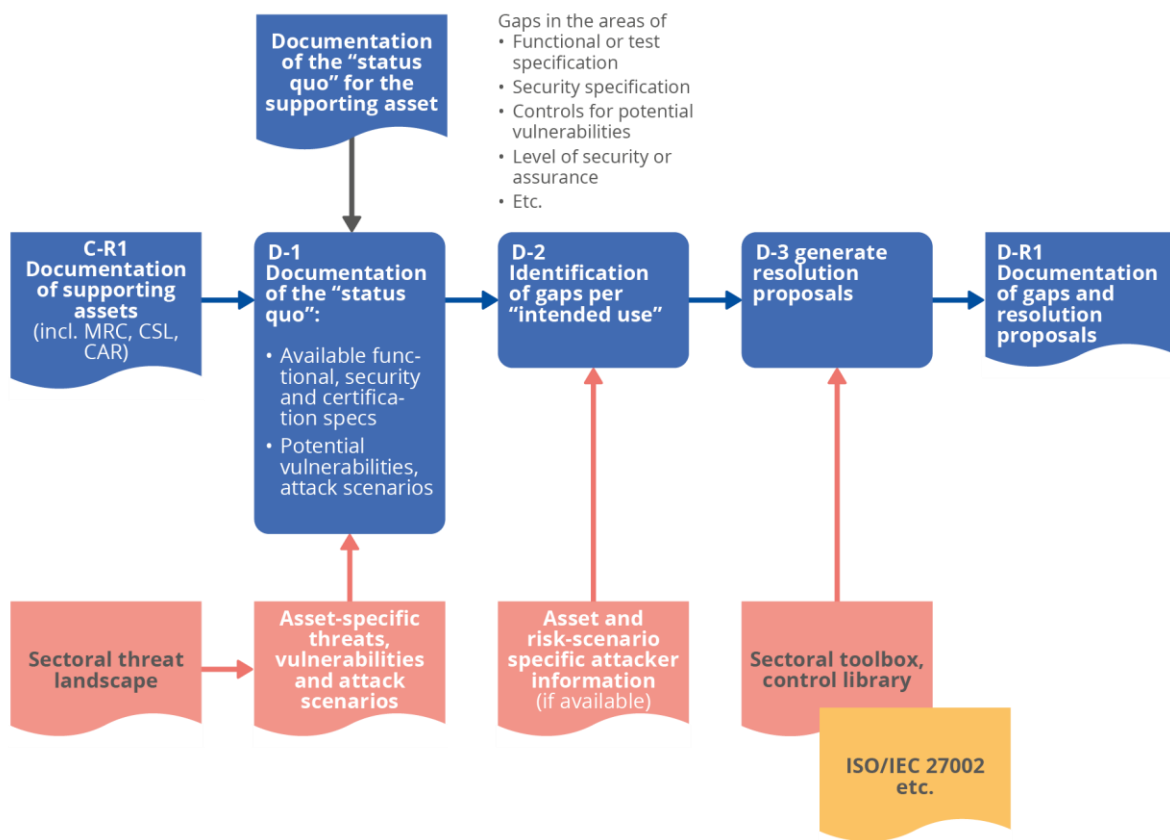 Documentation
of the “status
quo” for the
supporting asset
Gaps in the areas of
• Functional or test
specification
• Security specification
• Controls for potential
vulnerabilities
• Level of security or
assurance
• Etc.
C-R1
Documentation
of supporting
assets
(incl. MRC, CSL,
CAR)
D-1
Documentation
of the “status
quo”:
• Available func-
tional, security
and certifica-
tion specs
• Potential
vulnerabilities,
attack scenarios
D-2
Identification
of gaps per
“intended use”
D-3 generate
resolution
proposals
D-R1
Documentation
of gaps and
resolution
proposals
Sectoral threat
landscape
Asset-specific
threats,
vulnerabilities
and attack
scenarios
Asset and
risk-scenario
specific attacker
information
(if available)
Sectoral toolbox,
control library
ISO/IEC 27002
etc.